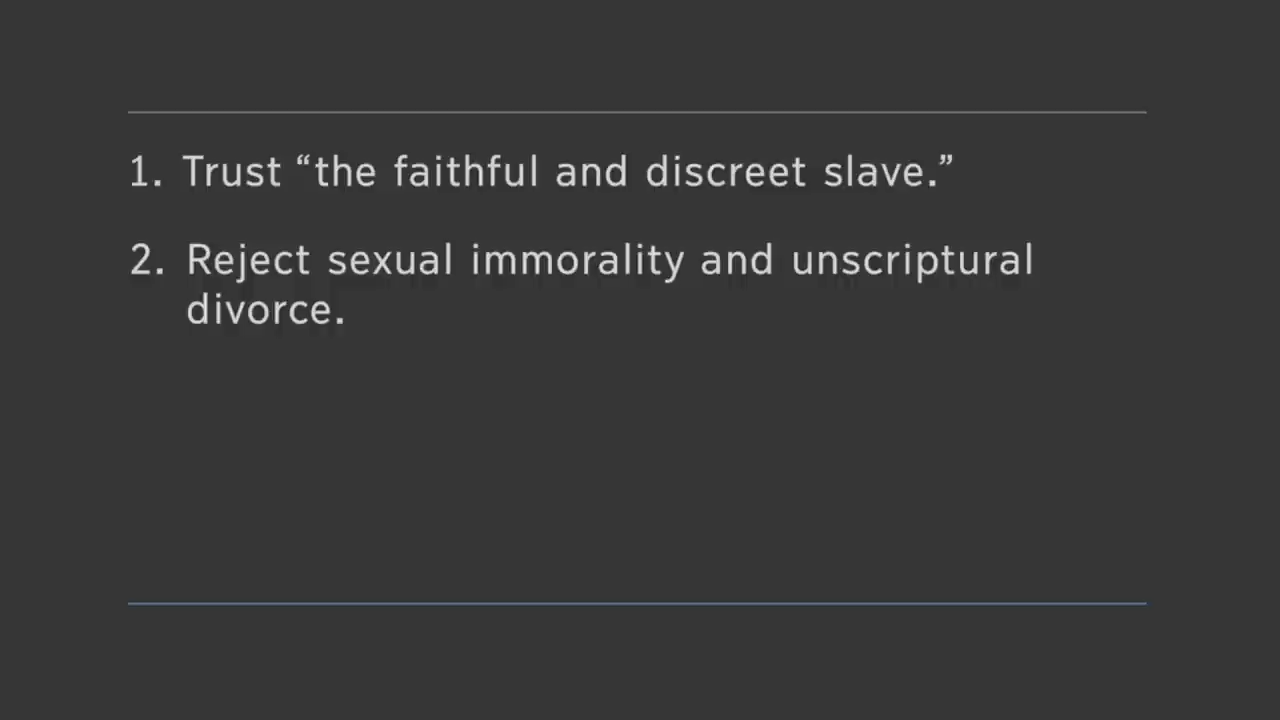 1. Trust “the faithful and discreet slave.”
2. Reject sexual immorality and unscriptural
divorce.